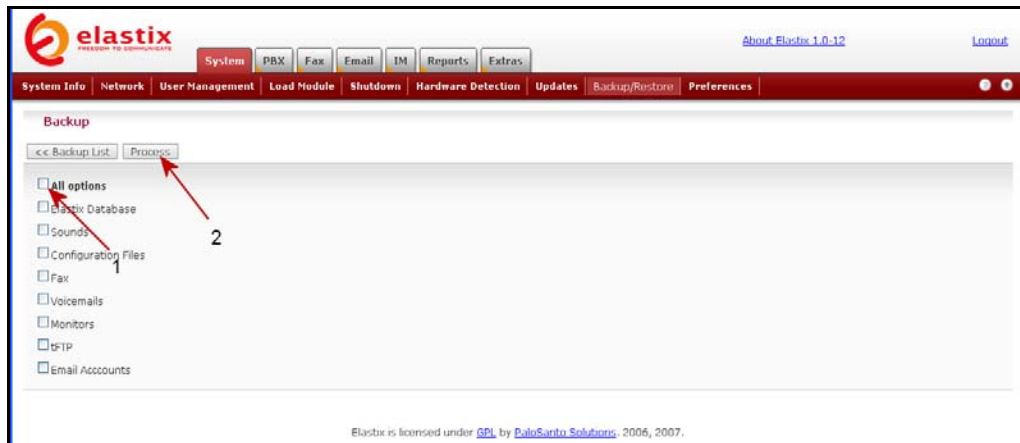 elastix
FREEDOM TO COMMUNICATE
About Elastix 1.0-12
Logout
System PBX Fax Email IM Reports Extras
System Info Network User Management Load Module Shutdown Hardware Detection Updates Backup/Restore Preferences
Backup
<< Backup List Process
All options
Elastix Database
Sounds
2
Configuration Files
1
Fax
Voicemails
Monitors
tFTP
Email Acccounts
Elastix is licensed under GPL by PaloSanto Solutions. 2006, 2007.